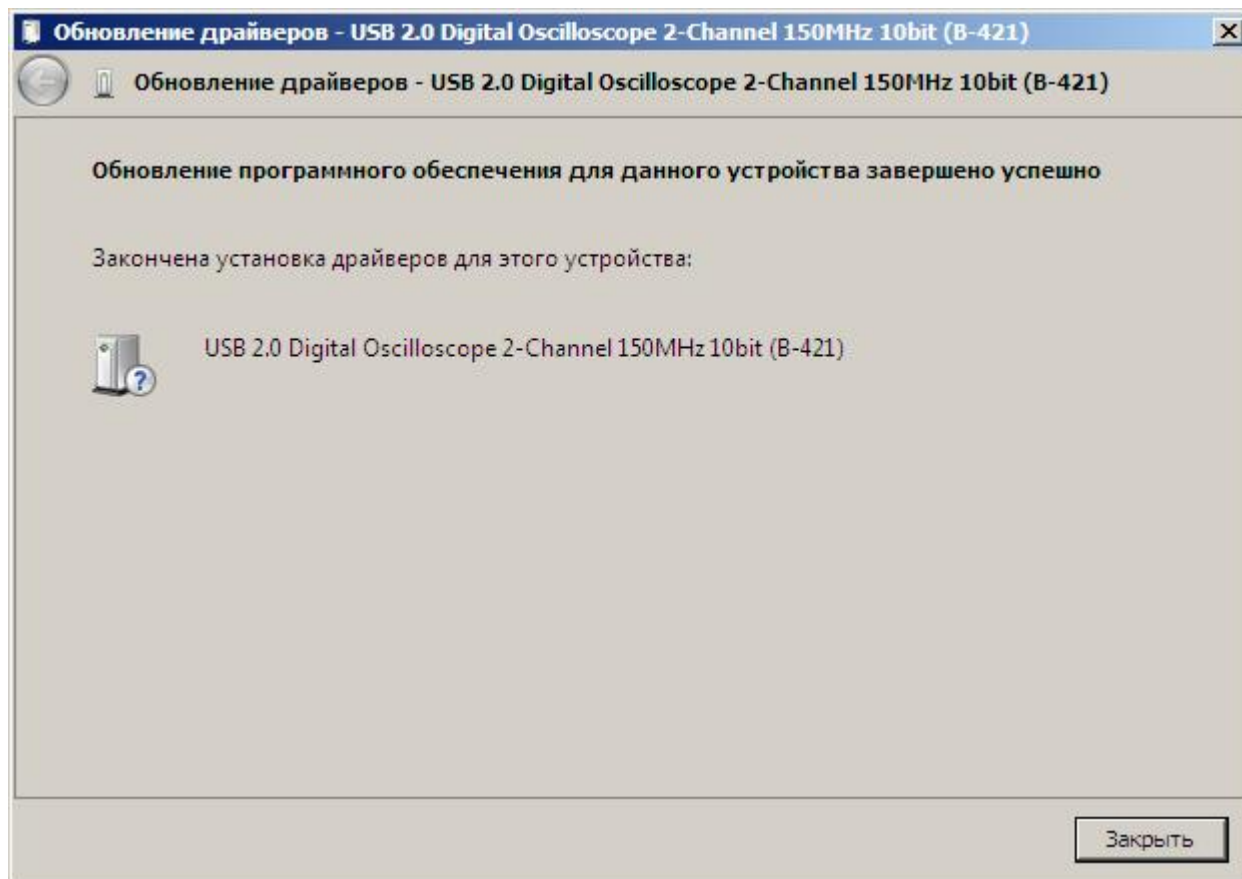 Обновление драйверов - USB 2.0 Digital Oscilloscope 2-Channel 150MHz 10bit (B-421)
Обновление драйверов - USB 2.0 Digital Oscilloscope 2-Channel 150MHz 10bit (B-421)
Обновление программного обеспечения для данного устройства завершено успешно
Закончена установка драйверов для этого устройства:
USB 2.0 Digital Oscilloscope 2-Channel 150MHz 10bit (B-421)
Закрыть